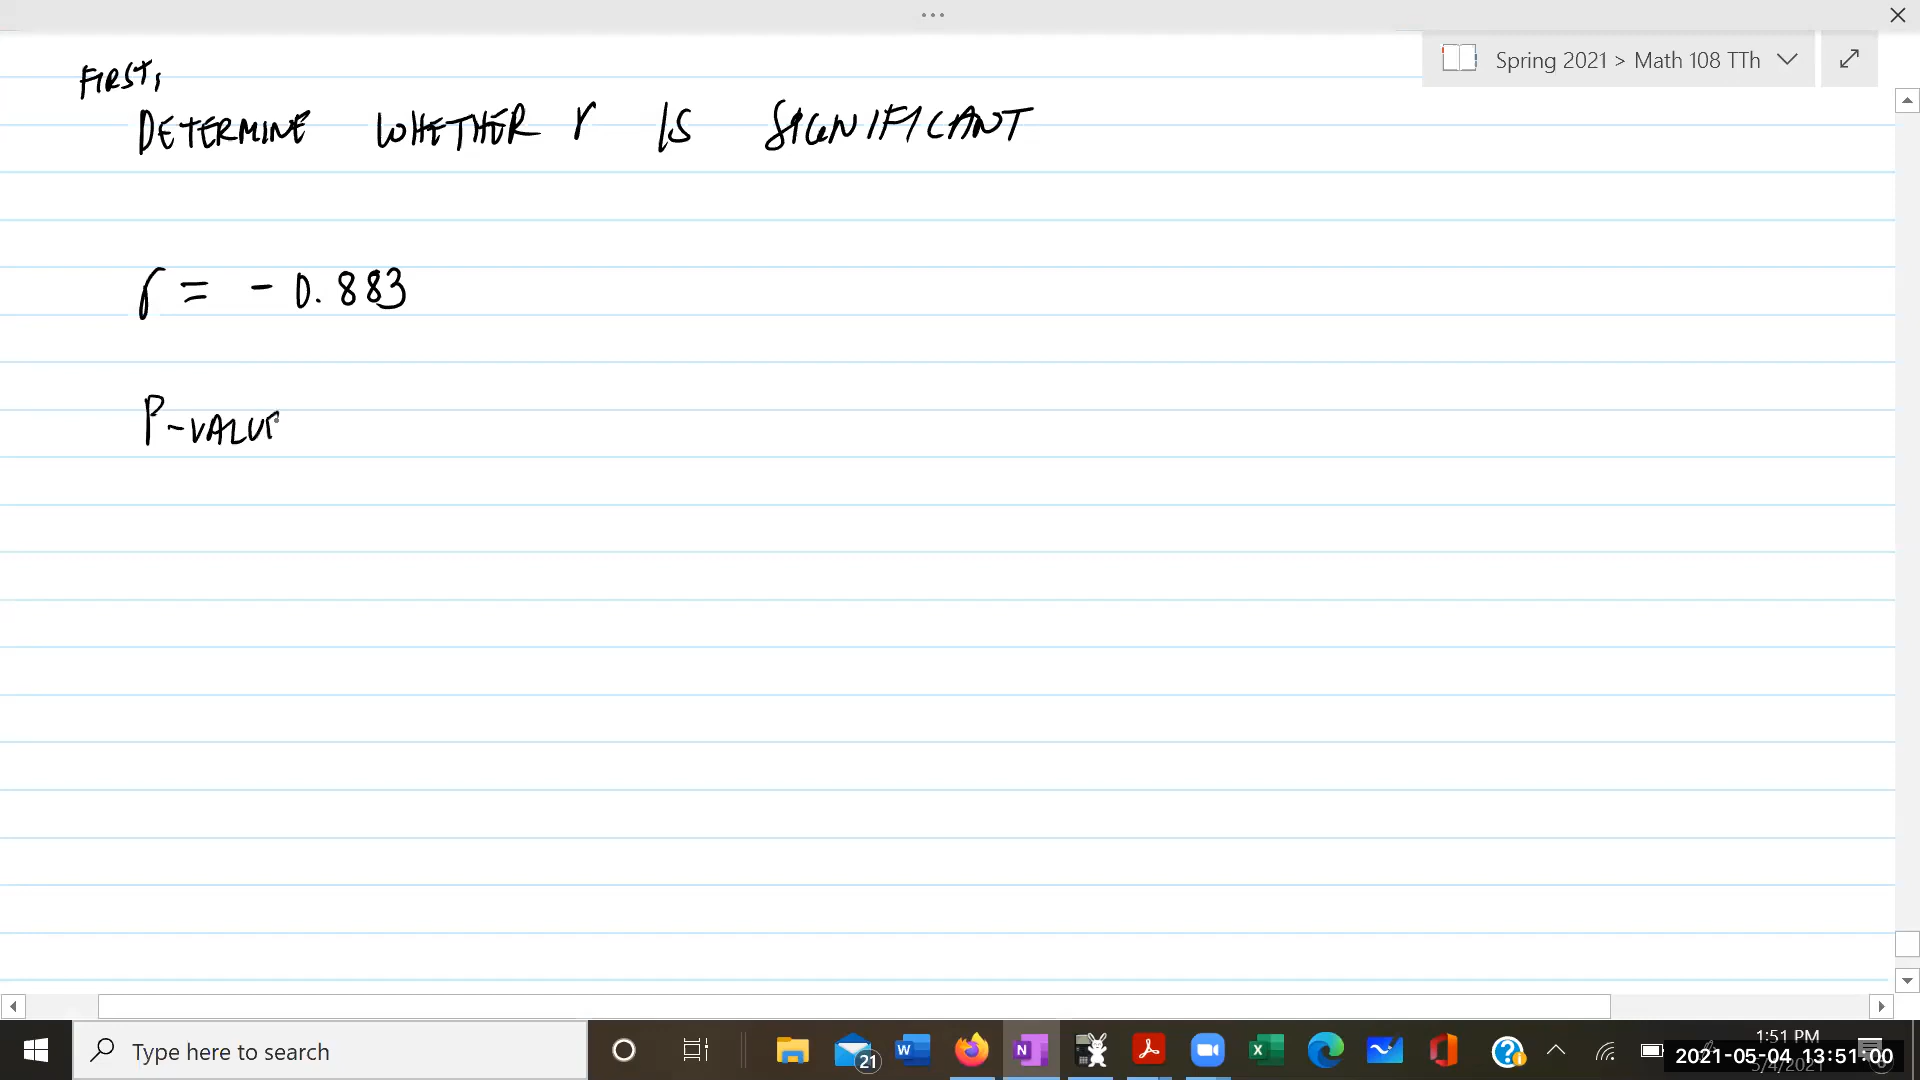 Spring 2021 > Math 108 TTh
FIRST,
DETERMINE WHETHER r IS SIGNIFICANT
r = - 0.883
P-VALUE
Type here to search
21
1:51 PM
2021-05-04 13:51:00